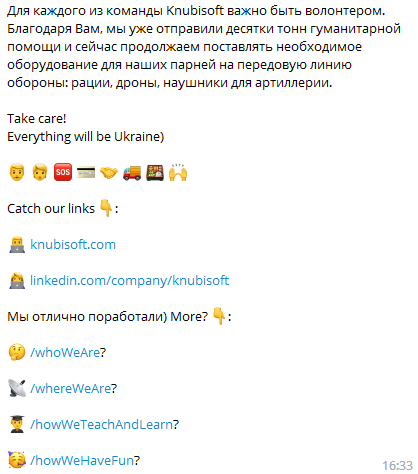 Для каждого из команды Knubisoft важно быть волонтером.
Благодаря Вам, мы уже отправили десятки тонн гуманитарной
помощи и сейчас продолжаем поставлять необходимое
оборудование для наших парней на передовую линию
обороны: рации, дроны, наушники для артиллерии.
Take care!
Everything will be Ukraine)
👨 👨 🆘 💳 🤝 🚚 🍱 🙌
Catch our links 👇:
👨‍💻 knubisoft.com
👩‍💻 linkedin.com/company/knubisoft
Мы отлично поработали) More? 👇:
🤔 /whoWeAre?
📡 /whereWeAre?
👨‍🎓 /howWeTeachAndLearn?
🥳 /howWeHaveFun?
16:33